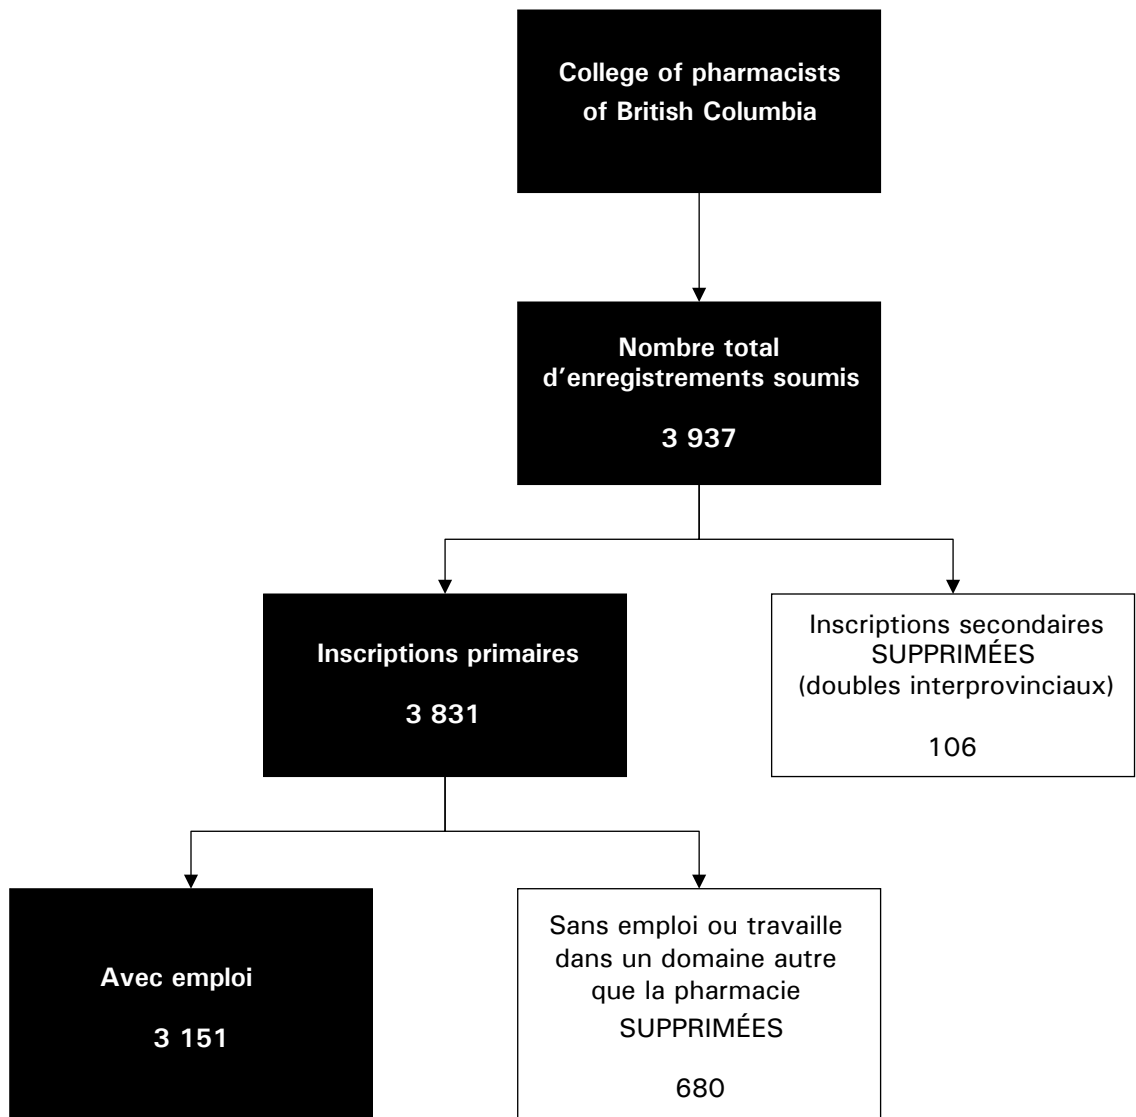 College of pharmacists
of British Columbia
Nombre total
d'enregistrements soumis
3 937
Inscriptions primaires
3 831
Inscriptions secondaires
SUPPRIMÉES
(doubles interprovinciaux)
106
Avec emploi
3 151
Sans emploi ou travaille
dans un domaine autre
que la pharmacie
SUPPRIMÉES
680